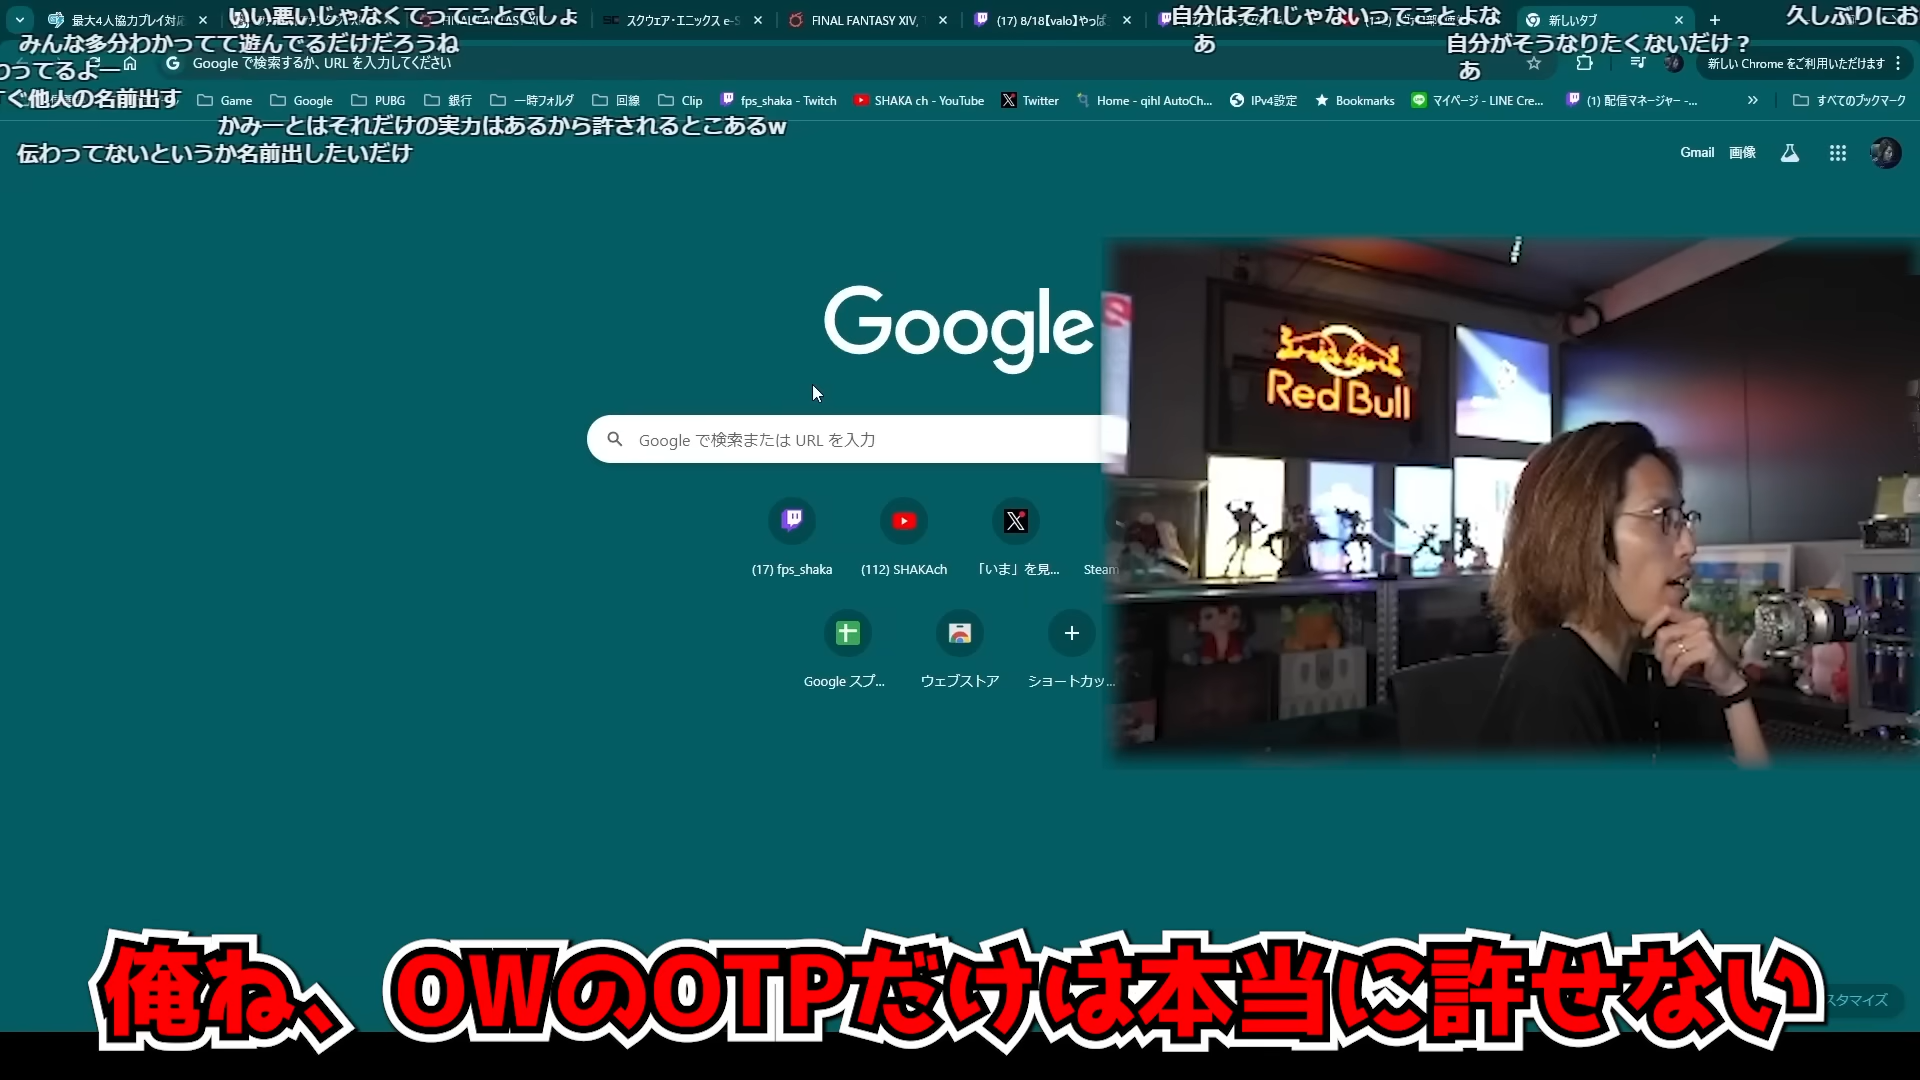 いい悪いじゃなくてってことでしょ
自分はそれじゃないってことよな
久しぶりにお
最大4人協力プレイ対応
スクウェア・エニックス e-S
FINAL FANTASY XIV,
(17) 8/18【valo】やっぱ
新しいタブ
みんな多分わかってて遊んでるだけだろうね
あ
自分がそうなりたくないだけ？
わってるよー
Google で検索するか、URL を入力してください
あ
新しい Chrome をご利用いただけます
すぐ他人の名前出す
Game
Google
PUBG
銀行
一時フォルダ
回線
Clip
fps_shaka - Twitch
SHAKA ch - YouTube
Twitter
Home - qihl AutoCh...
IPv4設定
Bookmarks
マイページ - LINE Cre...
(1) 配信マネージャー -...
すべてのブックマーク
かみーとはそれだけの実力はあるから許されるとこあるw
伝わってないというか名前出したいだけ
Gmail
画像
Google
Red Bull
Google で検索または URL を入力
(17) fps_shaka
(112) SHAKAch
「いま」を見...
Steam
Google スプ...
ウェブストア
ショートカッ...
俺ね、OWのOTPだけは本当に許せない
スタマイズ